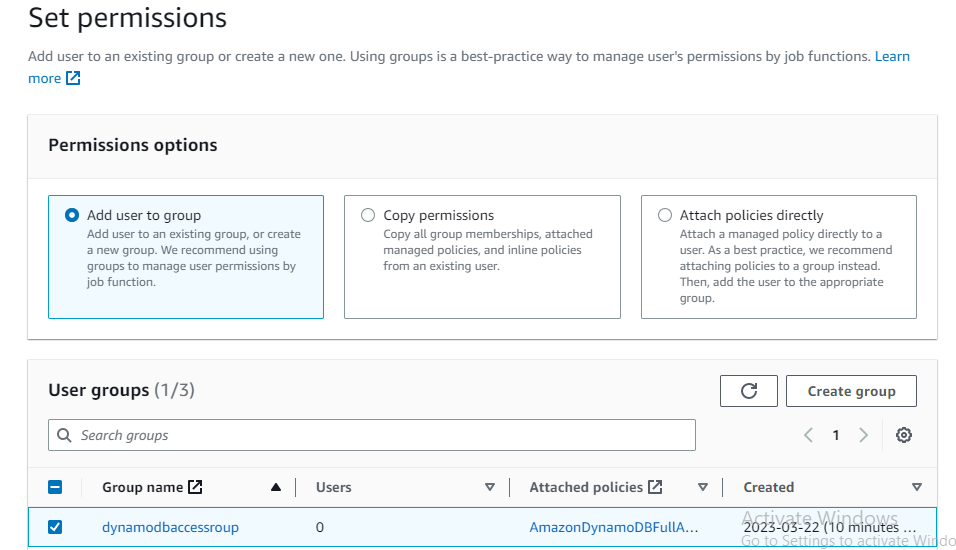 Set permissions
Add user to an existing group or create a new one. Using groups is a best-practice way to manage user's permissions by job functions. Learn
more
Permissions options
Add user to group
Add user to an existing group, or create
a new group. We recommend using
groups to manage user permissions by
job function.
Copy permissions
Copy all group memberships, attached
managed policies, and inline policies
from an existing user.
Attach policies directly
Attach a managed policy directly to a
user. As a best practice, we recommend
attaching policies to a group instead.
Then, add the user to the appropriate
group.
User groups (1/3)
Create group
Search groups
1
Group name Users Attached policies Created
dynamodbaccessroup 0 AmazonDynamoDBFullA... 2023-03-22 (10 minutes ...
Activate Windows
Go to Settings to activate Windo